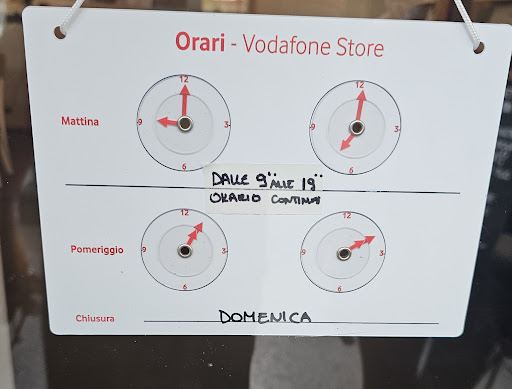 Orari - Vodafone Store
Mattina
12
9
3
6
12
9
3
6
DALLE 9°° ALLE 19°°
ORARIO CONTINUO
Pomeriggio
12
9
3
6
12
9
3
6
Chiusura
DOMENICA